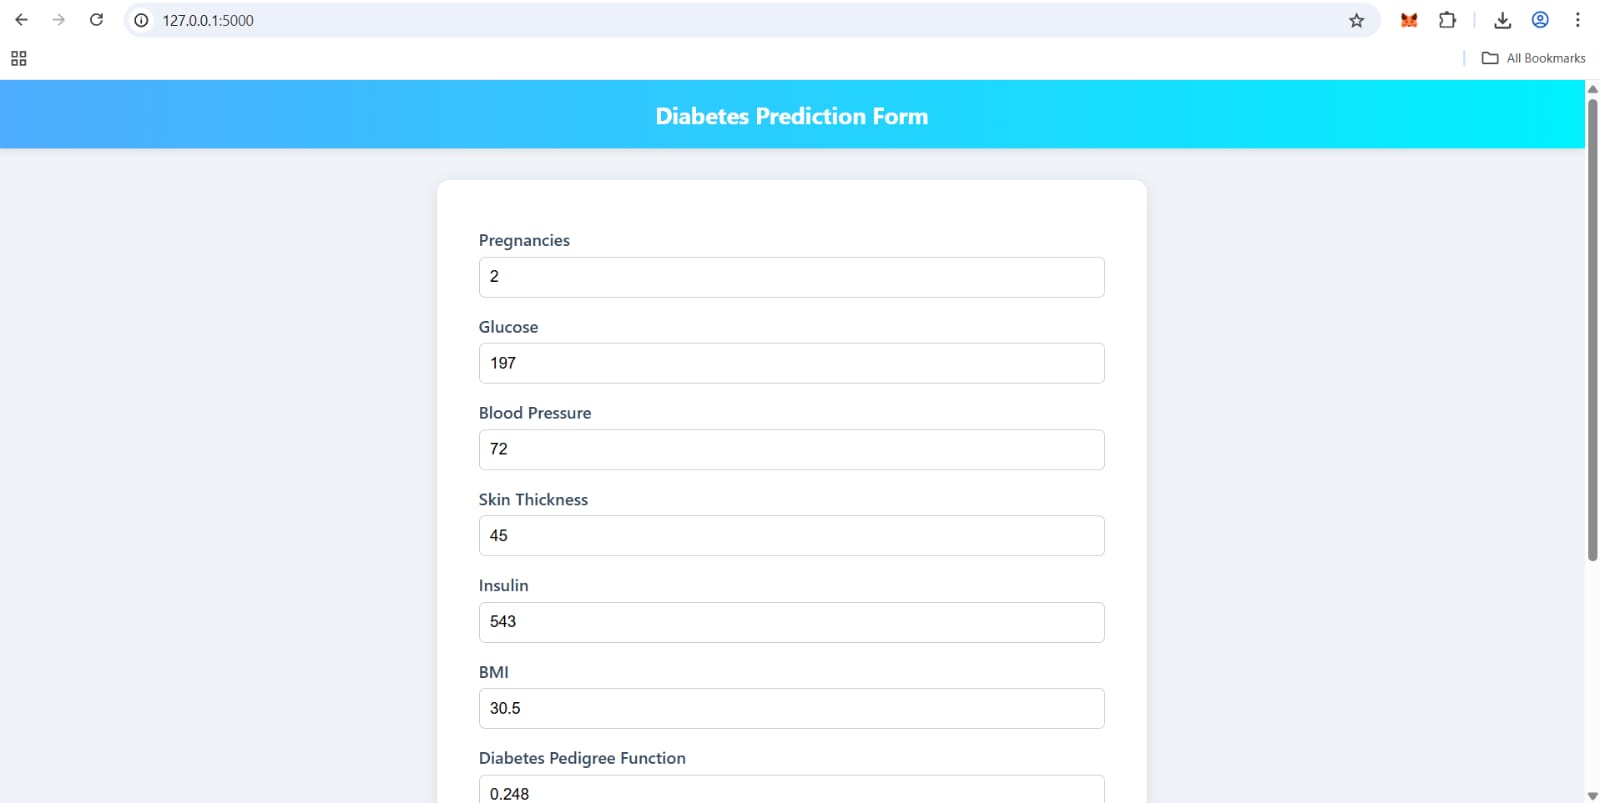 127.0.0.1:5000
All Bookmarks
Diabetes Prediction Form
Pregnancies
2
Glucose
197
Blood Pressure
72
Skin Thickness
45
Insulin
543
BMI
30.5
Diabetes Pedigree Function
0.248